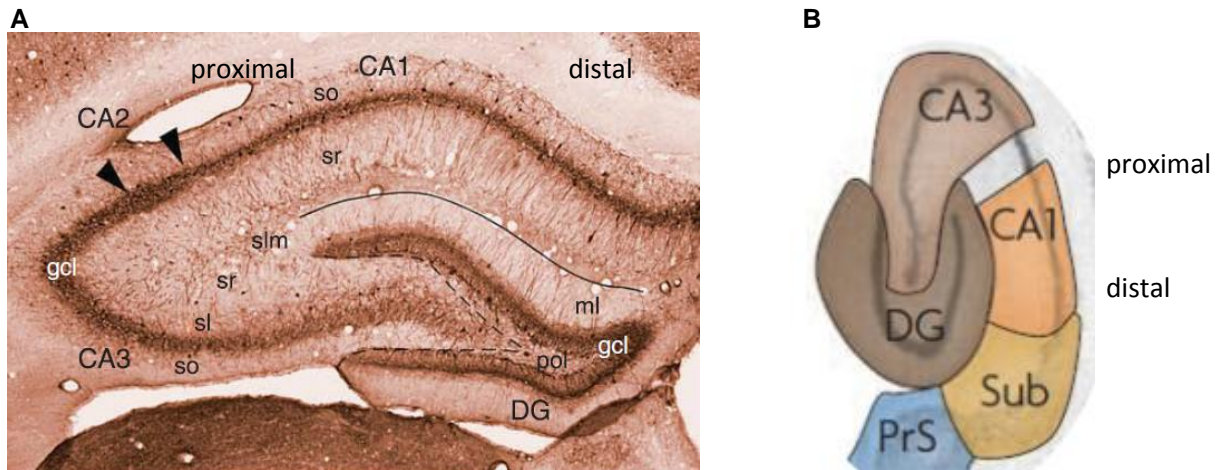 A
B
proximal
CA1
distal
so
CA2
sr
slm
gcl
sr
ml
sl
gcl
CA3
so
pol
DG
CA3
proximal
CA1
distal
DG
Sub
PrS